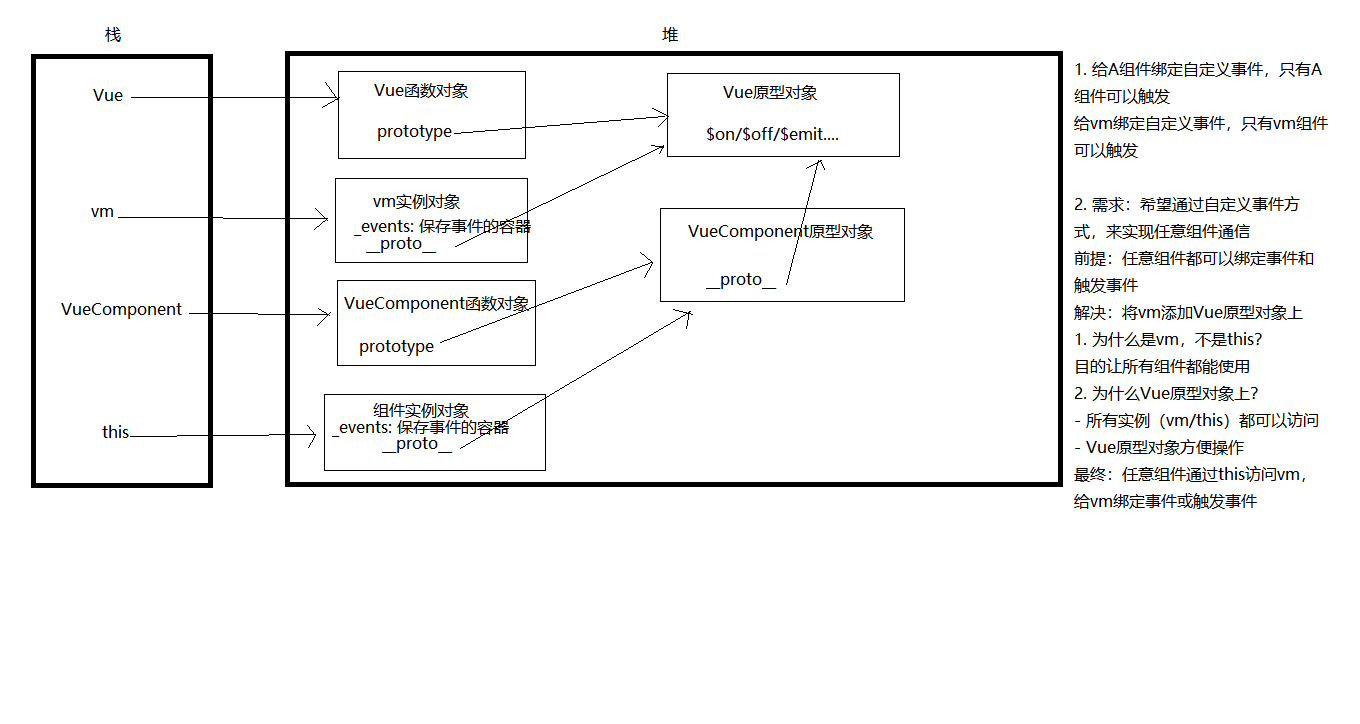 栈
堆
Vue
vm
VueComponent
this
Vue函数对象
prototype
Vue原型对象
$on/$off/$emit....
vm实例对象
_events: 保存事件的容器
__proto__
VueComponent原型对象
__proto__
VueComponent函数对象
prototype
组件实例对象
_events: 保存事件的容器
__proto__
1. 给A组件绑定自定义事件，只有A
组件可以触发
给vm绑定自定义事件，只有vm组件
可以触发
2. 需求：希望通过自定义事件方
式，来实现任意组件通信
前提：任意组件都可以绑定事件和
触发事件
解决：将vm添加Vue原型对象上
1. 为什么是vm，不是this？
目的让所有组件都能使用
2. 为什么Vue原型对象上？
- 所有实例（vm/this）都可以访问
- Vue原型对象方便操作
最终：任意组件通过this访问vm，
给vm绑定事件或触发事件